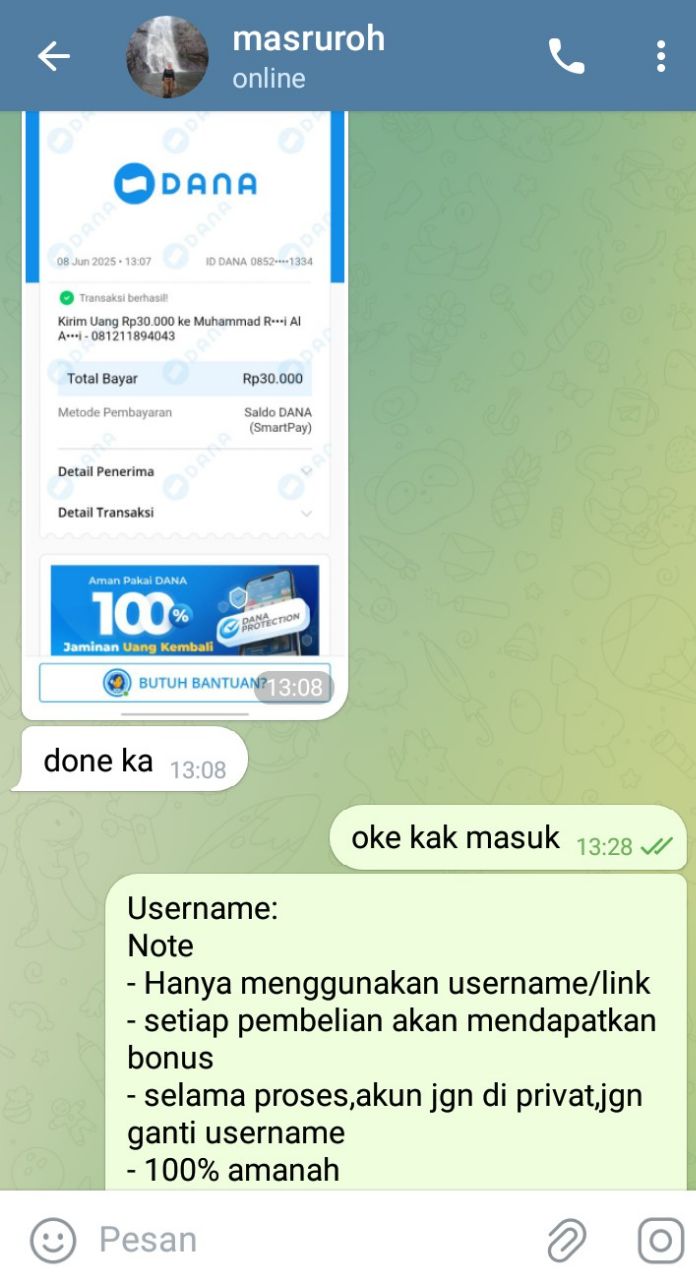 masruroh
online
DANA
08 Jun 2025 • 13:07 ID DANA 0852••••1334
Transaksi berhasil!
Kirim Uang Rp30.000 ke Muhammad R•••i Al
A•••i - 081211894043
Total Bayar Rp30.000
Metode Pembayaran Saldo DANA
(SmartPay)
Detail Penerima
Detail Transaksi
Aman Pakai DANA
100%
DANA
PROTECTION
Jaminan Uang Kembali
BUTUH BANTUAN?
13:08
done ka 13:08
oke kak masuk 13:28
Username:
Note
- Hanya menggunakan username/link
- setiap pembelian akan mendapatkan
bonus
- selama proses,akun jgn di privat,jgn
ganti username
- 100% amanah
Pesan